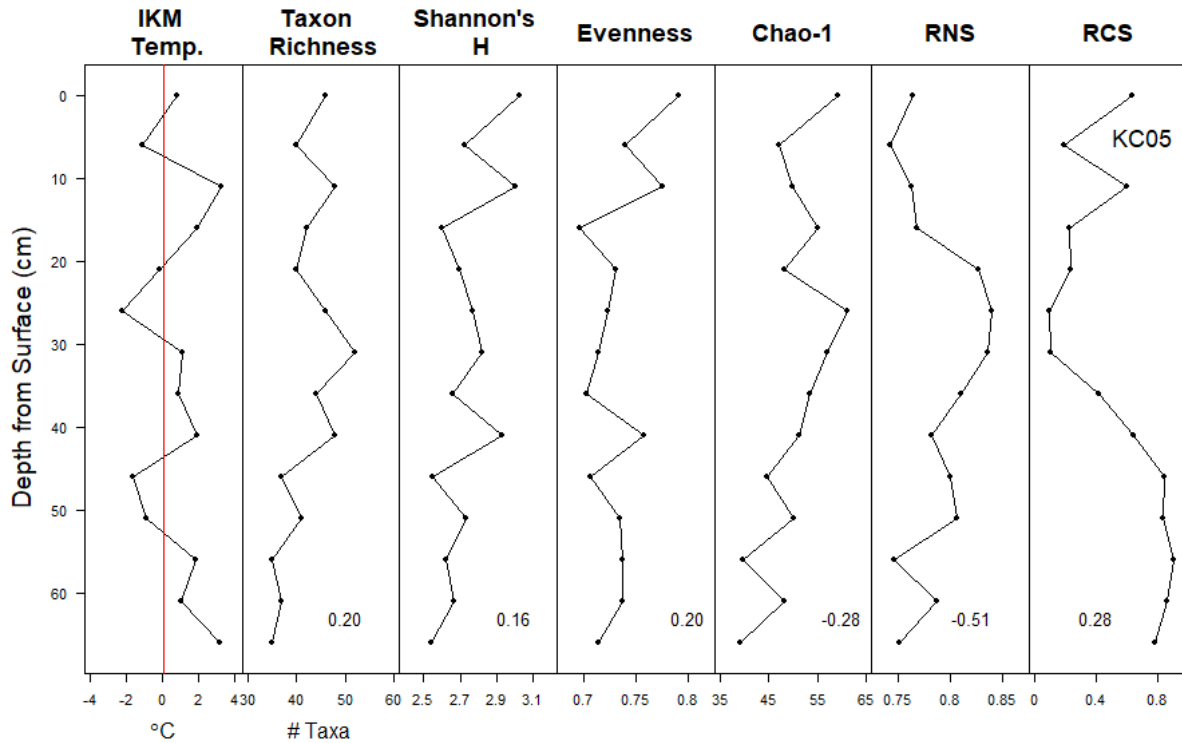 IKM
Temp.
Taxon
Richness
Shannon's
H
Evenness
Chao-1
RNS
RCS
KC05
Depth from Surface (cm)
0
10
20
30
40
50
60
0.20
0.16
0.20
-0.28
-0.51
0.28
-4 -2 0 2 4
30 40 50 60
2.5 2.7 2.9 3.1
0.7 0.75 0.8
35 45 55 65
0.75 0.8 0.85
0 0.4 0.8
°C
# Taxa